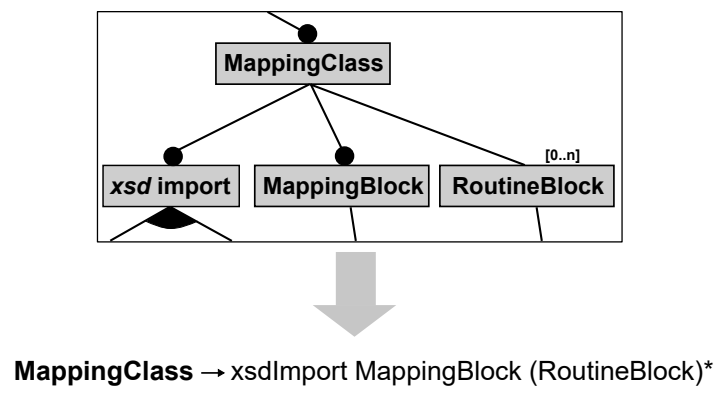 MappingClass
[0..n]
xsd import MappingBlock RoutineBlock
MappingClass → xsdImport MappingBlock (RoutineBlock)*